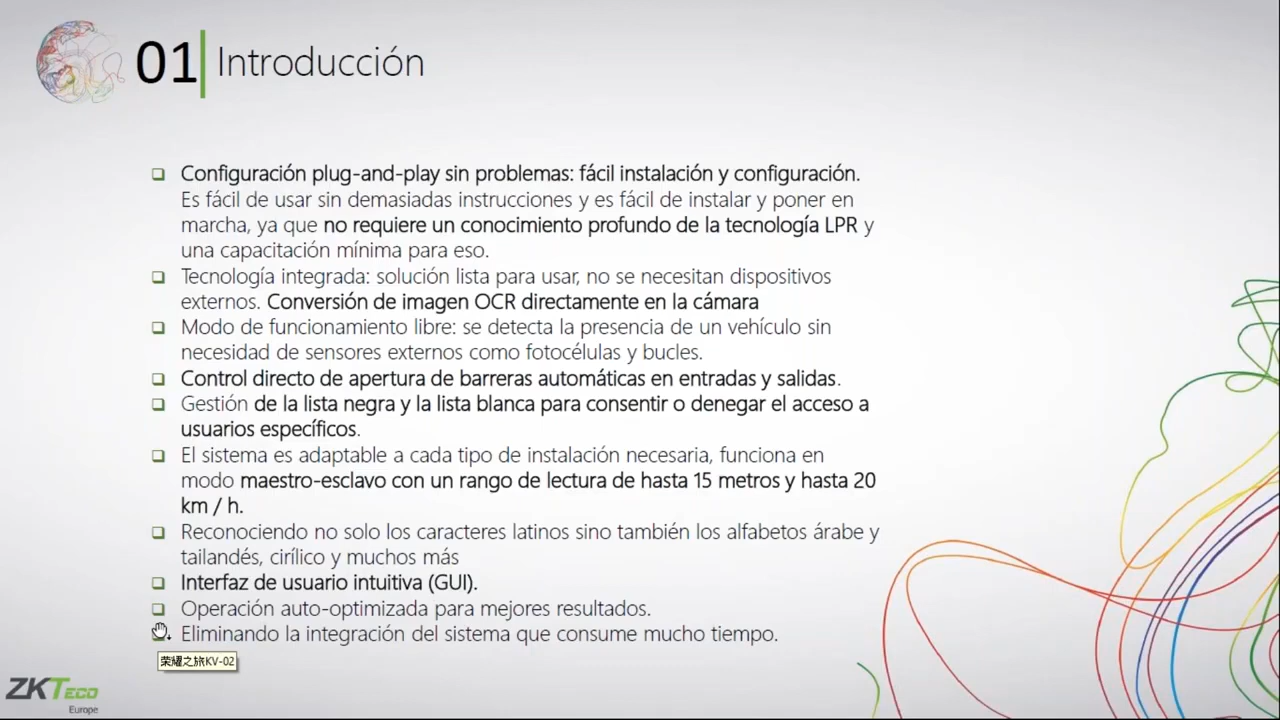 01 Introducción
Configuración plug-and-play sin problemas: fácil instalación y configuración.
Es fácil de usar sin demasiadas instrucciones y es fácil de instalar y poner en
marcha, ya que no requiere un conocimiento profundo de la tecnología LPR y
una capacitación mínima para eso.
Tecnología integrada: solución lista para usar, no se necesitan dispositivos
externos. Conversión de imagen OCR directamente en la cámara
Modo de funcionamiento libre: se detecta la presencia de un vehículo sin
necesidad de sensores externos como fotocélulas y bucles.
Control directo de apertura de barreras automáticas en entradas y salidas.
Gestión de la lista negra y la lista blanca para consentir o denegar el acceso a
usuarios específicos.
El sistema es adaptable a cada tipo de instalación necesaria, funciona en
modo maestro-esclavo con un rango de lectura de hasta 15 metros y hasta 20
km / h.
Reconociendo no solo los caracteres latinos sino también los alfabetos árabe y
tailandés, cirílico y muchos más
Interfaz de usuario intuitiva (GUI).
Operación auto-optimizada para mejores resultados.
Eliminando la integración del sistema que consume mucho tiempo.
荣耀之旅KV-02
ZKTeco
Europe